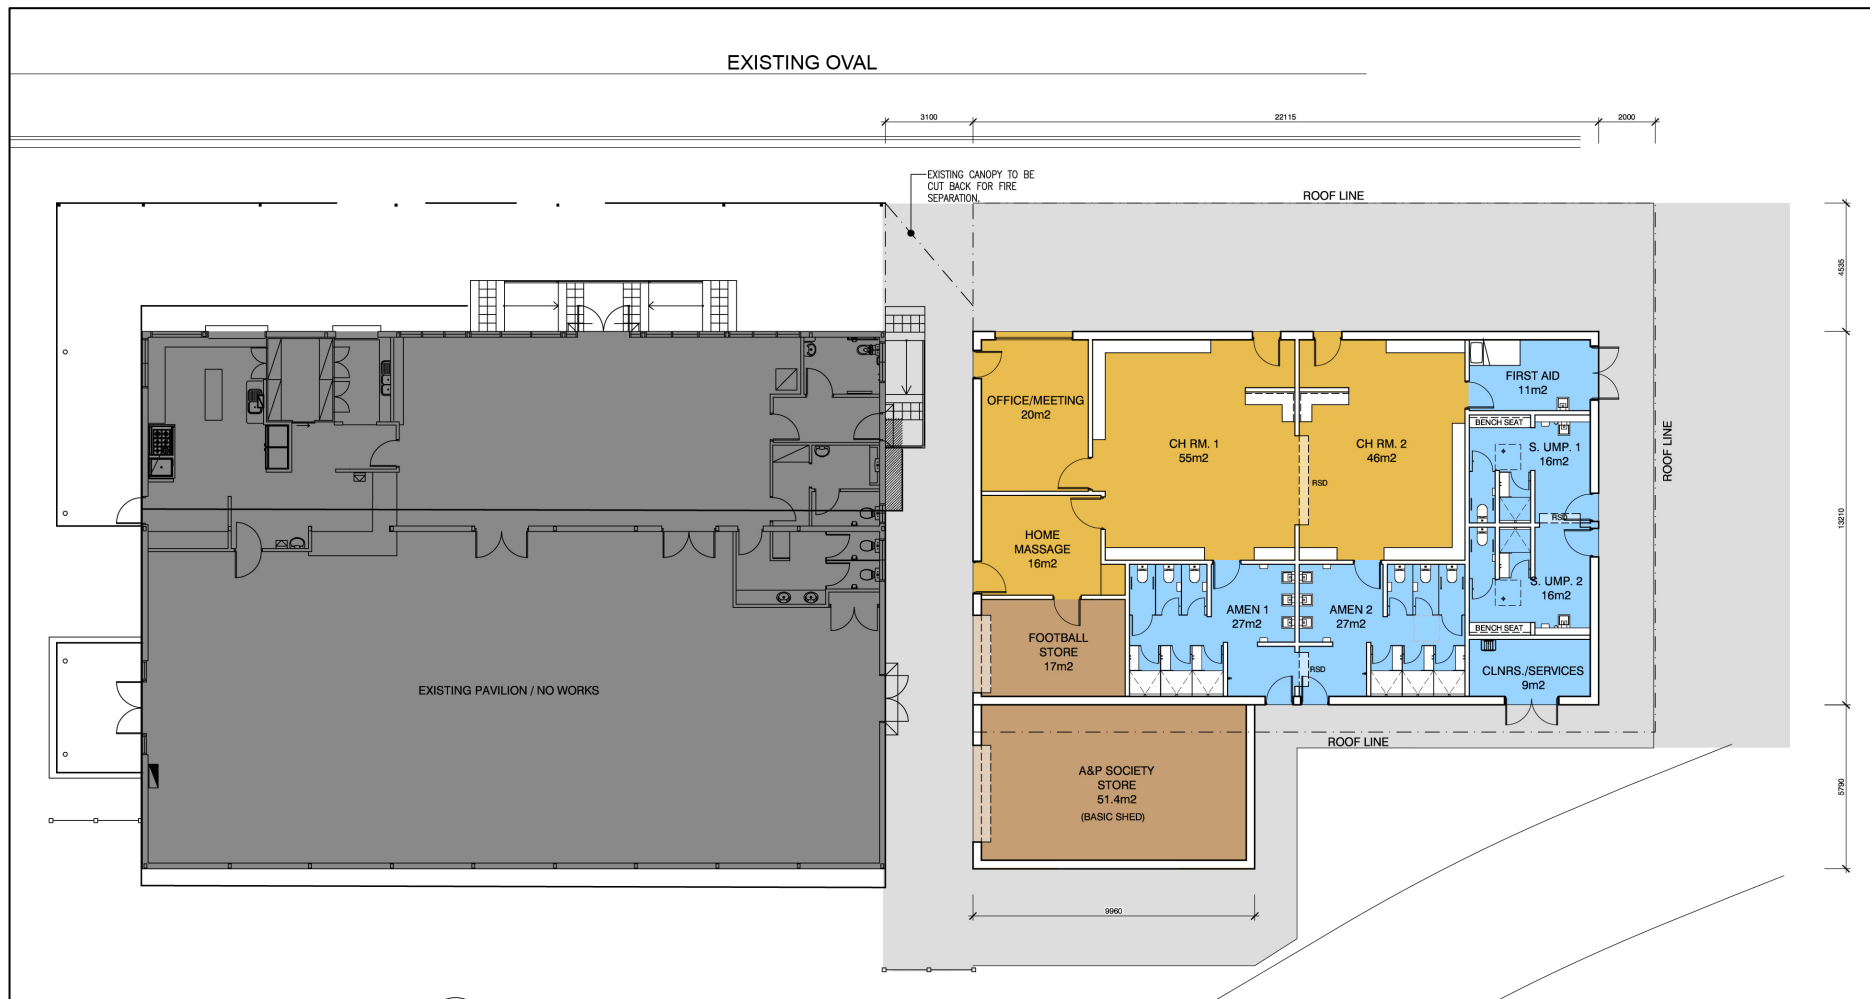 EXISTING OVAL
3100
22115
2000
EXISTING CANOPY TO BE
CUT BACK FOR FIRE
SEPARATION.
ROOF LINE
4535
OFFICE/MEETING
20m2
CH RM. 1
55m2
CH RM. 2
46m2
RSD
FIRST AID
11m2
BENCH SEAT
S. UMP. 1
16m2
RSD
ROOF LINE
13210
HOME
MASSAGE
16m2
S. UMP. 2
16m2
BENCH SEAT
AMEN 1
27m2
AMEN 2
27m2
FOOTBALL
STORE
17m2
RSD
CLNRS./SERVICES
9m2
EXISTING PAVILION / NO WORKS
ROOF LINE
A&P SOCIETY
STORE
51.4m2
(BASIC SHED)
5790
9960